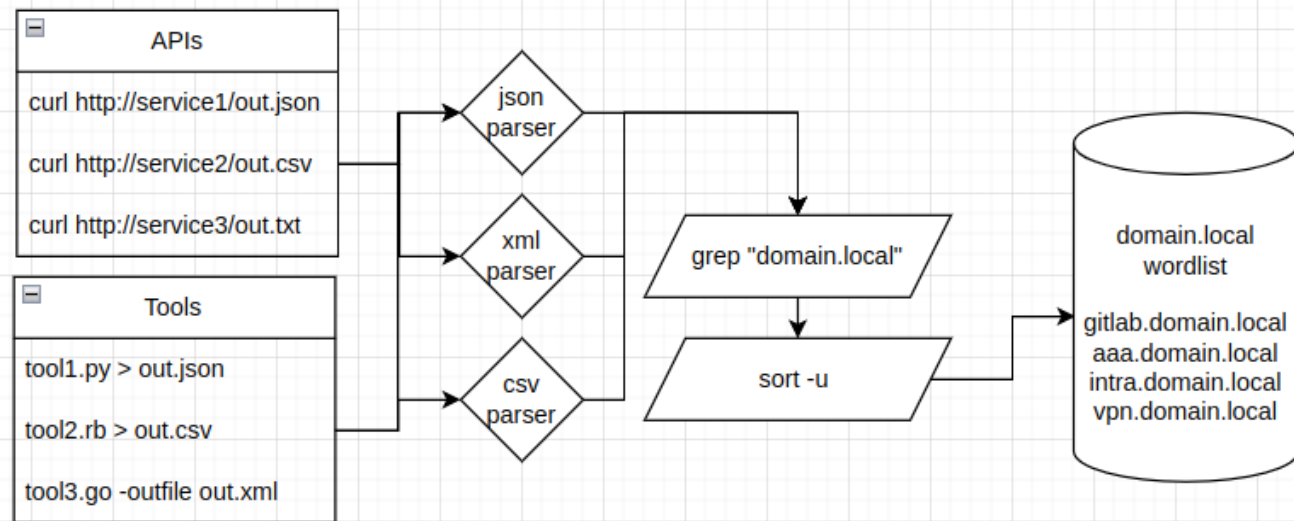 APIs
curl http://service1/out.json
curl http://service2/out.csv
curl http://service3/out.txt
Tools
tool1.py > out.json
tool2.rb > out.csv
tool3.go -outfile out.xml
json
parser
xml
parser
csv
parser
grep "domain.local"
sort -u
domain.local
wordlist
gitlab.domain.local
aaa.domain.local
intra.domain.local
vpn.domain.local